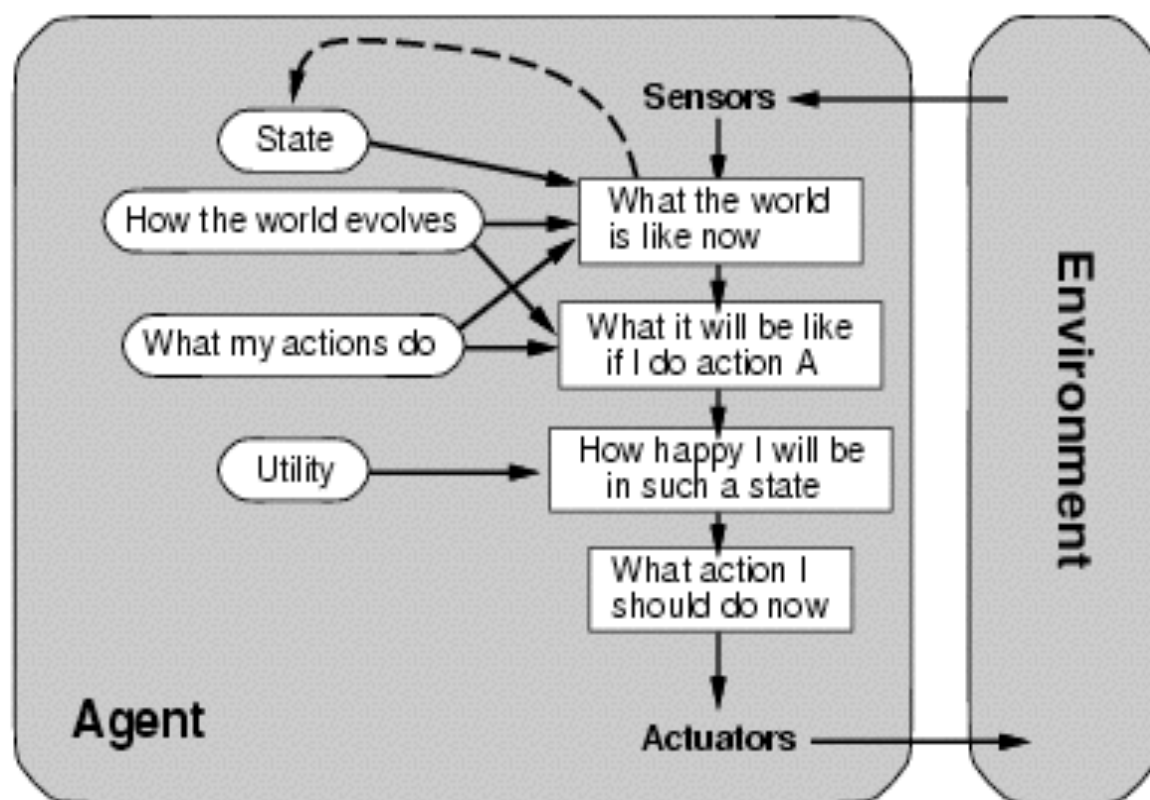 Sensors
State
What the world
is like now
How the world evolves
What it will be like
if I do action A
What my actions do
How happy I will be
in such a state
Utility
What action I
should do now
Agent
Actuators
Environment